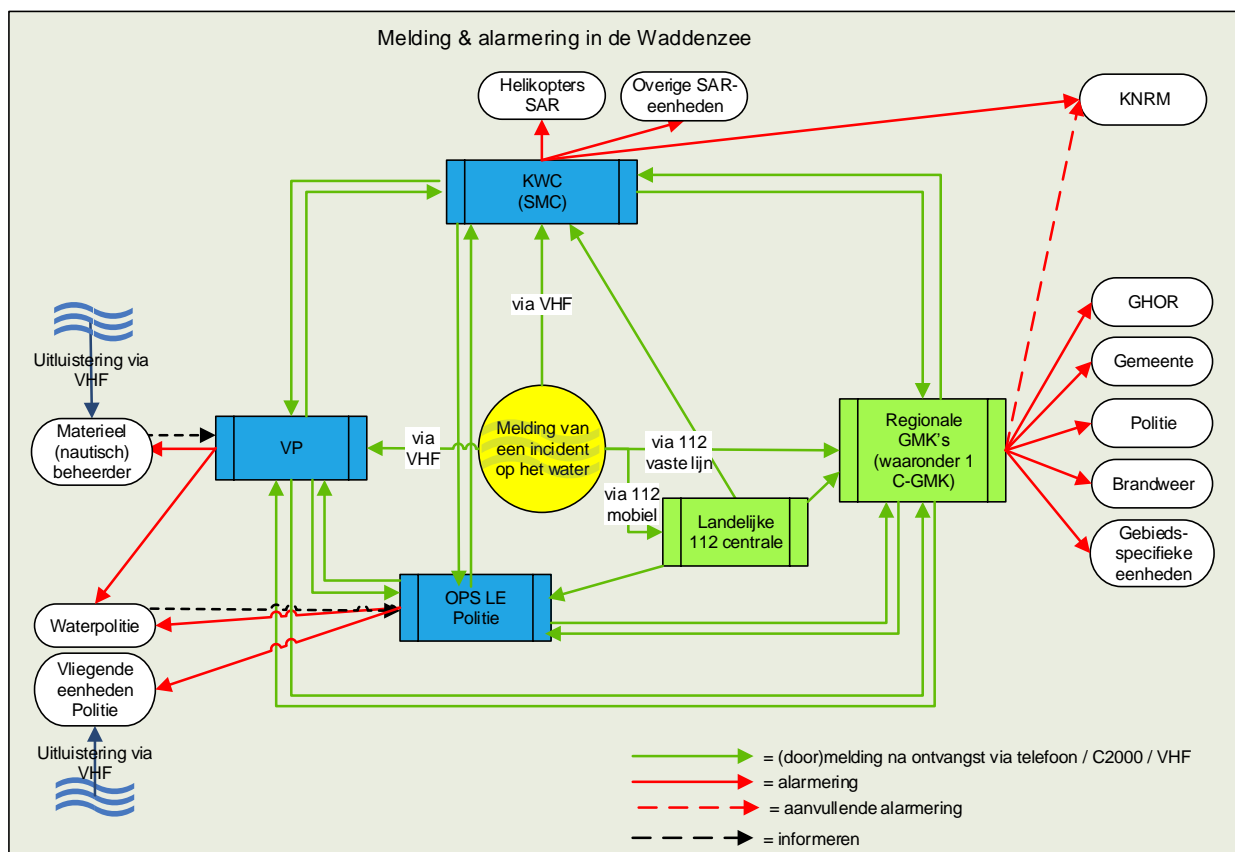 Melding & alarmering in de Waddenzee
Helikopters
SAR
Overige SAR-
eenheden
KNRM
KWC
(SMC)
via VHF
GHOR
Uitluistering via
VHF
Gemeente
Materieel
(nautisch)
beheerder
VP
via
VHF
Melding van
een incident
op het water
via 112
vaste lijn
Regionale
GMK's
(waaronder 1
C-GMK)
Politie
via 112
mobiel
Landelijke
112 centrale
Brandweer
Gebieds-
specifieke
eenheden
OPS LE
Politie
Waterpolitie
Vliegende
eenheden
Politie
Uitluistering via
VHF
= (door)melding na ontvangst via telefoon / C2000 / VHF
= alarmering
= aanvullende alarmering
= informeren